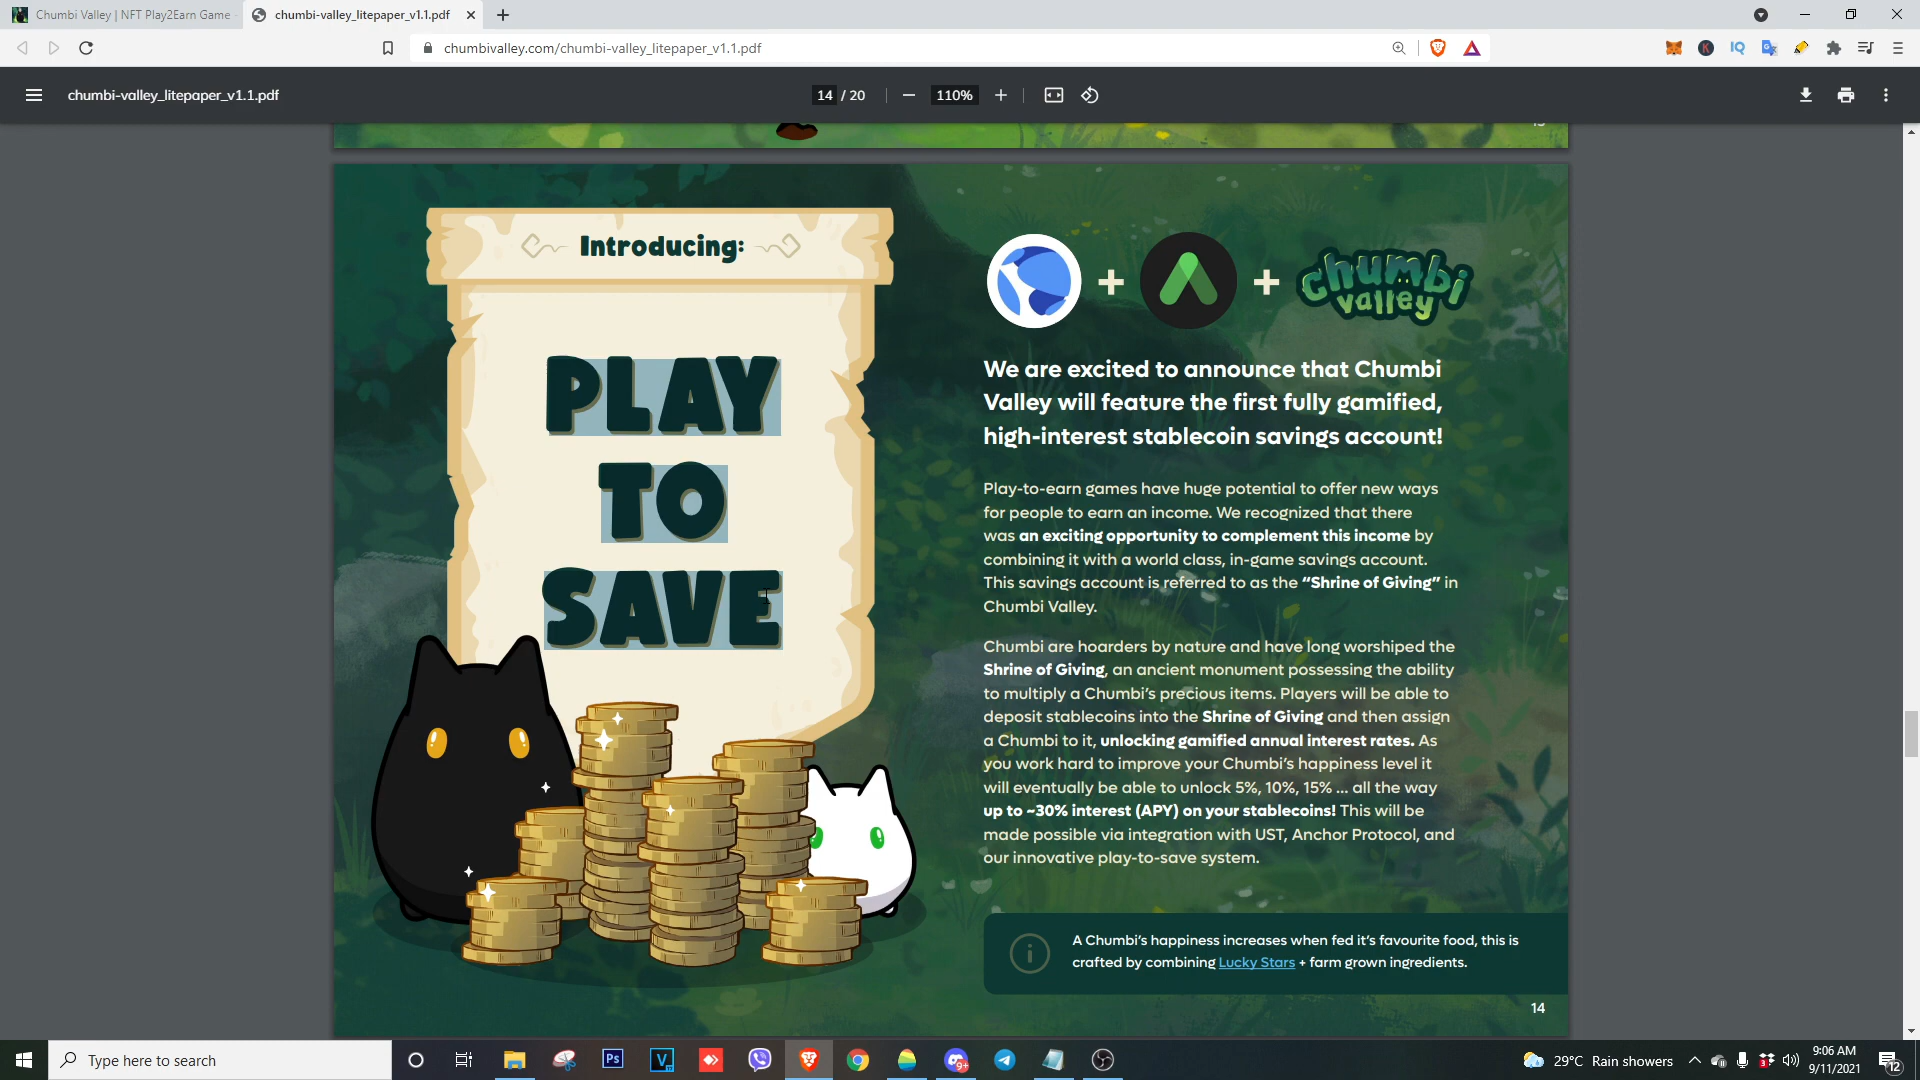 Chumbi Valley | NFT Play2Earn Game
chumbi-valley_litepaper_v1.1.pdf
chumbivalley.com/chumbi-valley_litepaper_v1.1.pdf
chumbi-valley_litepaper_v1.1.pdf
14 / 20
110%
Introducing:
PLAY
TO
SAVE
chumbi
valley
We are excited to announce that Chumbi
Valley will feature the first fully gamified,
high-interest stablecoin savings account!
Play-to-earn games have huge potential to offer new ways
for people to earn an income. We recognized that there
was an exciting opportunity to complement this income by
combining it with a world class, in-game savings account.
This savings account is referred to as the “Shrine of Giving” in
Chumbi Valley.
Chumbi are hoarders by nature and have long worshiped the
Shrine of Giving, an ancient monument possessing the ability
to multiply a Chumbi’s precious items. Players will be able to
deposit stablecoins into the Shrine of Giving and then assign
a Chumbi to it, unlocking gamified annual interest rates. As
you work hard to improve your Chumbi’s happiness level it
will eventually be able to unlock 5%, 10%, 15% ... all the way
up to ~30% interest (APY) on your stablecoins! This will be
made possible via integration with UST, Anchor Protocol, and
our innovative play-to-save system.
A Chumbi’s happiness increases when fed it’s favourite food, this is
crafted by combining Lucky Stars + farm grown ingredients.
14
Type here to search
29°C Rain showers
9:06 AM
9/11/2021
12